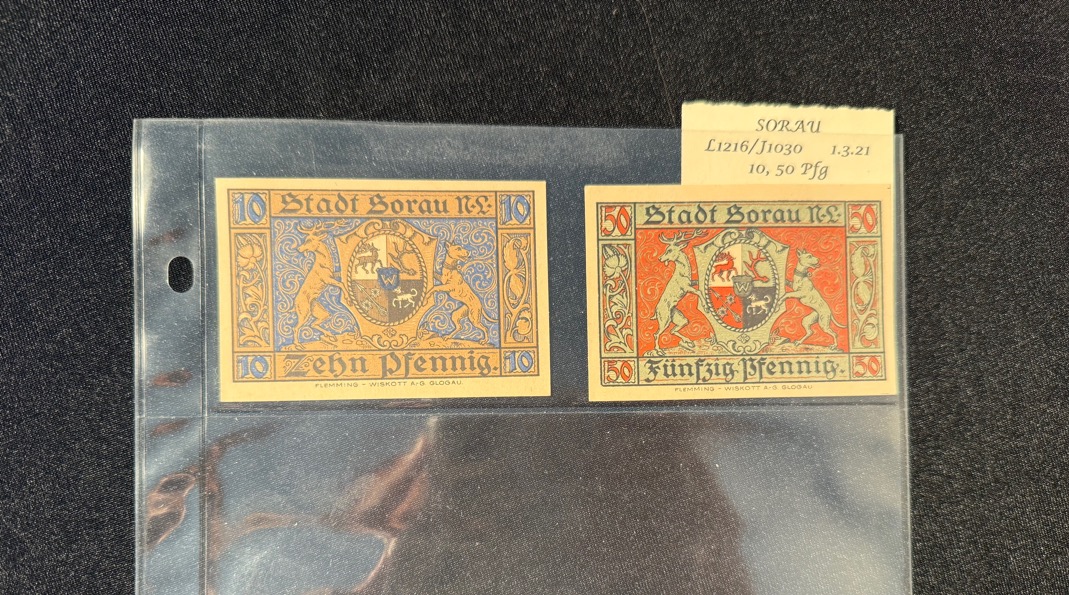 SORAU
L1216/J1030 1.3.21
10, 50 Pfg
10 Stadt Sorau N.-L. 10
10 Zehn Pfennig. 10
FLEMMING - WISKOTT A-G GLOGAU
50 Stadt Sorau N.-L. 50
W
50 Fünfzig Pfennig. 50
FLEMMING - WISKOTT A-G GLOGAU